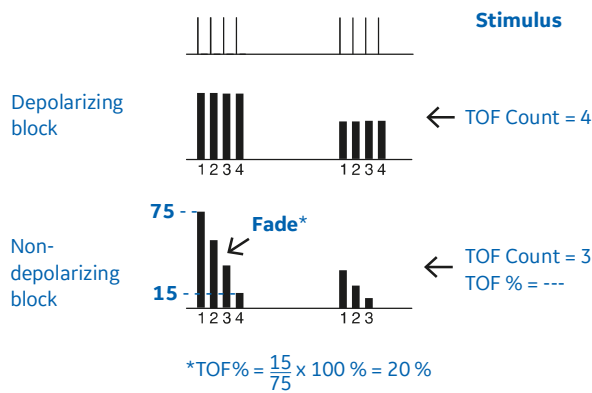 Stimulus
Depolarizing
block
TOF Count = 4
1 2 3 4
1 2 3 4
75
Fade*
Non-
depolarizing
block
TOF Count = 3
TOF % = ---
15
1 2 3 4
1 2 3
*TOF% = 15/75 x 100 % = 20 %